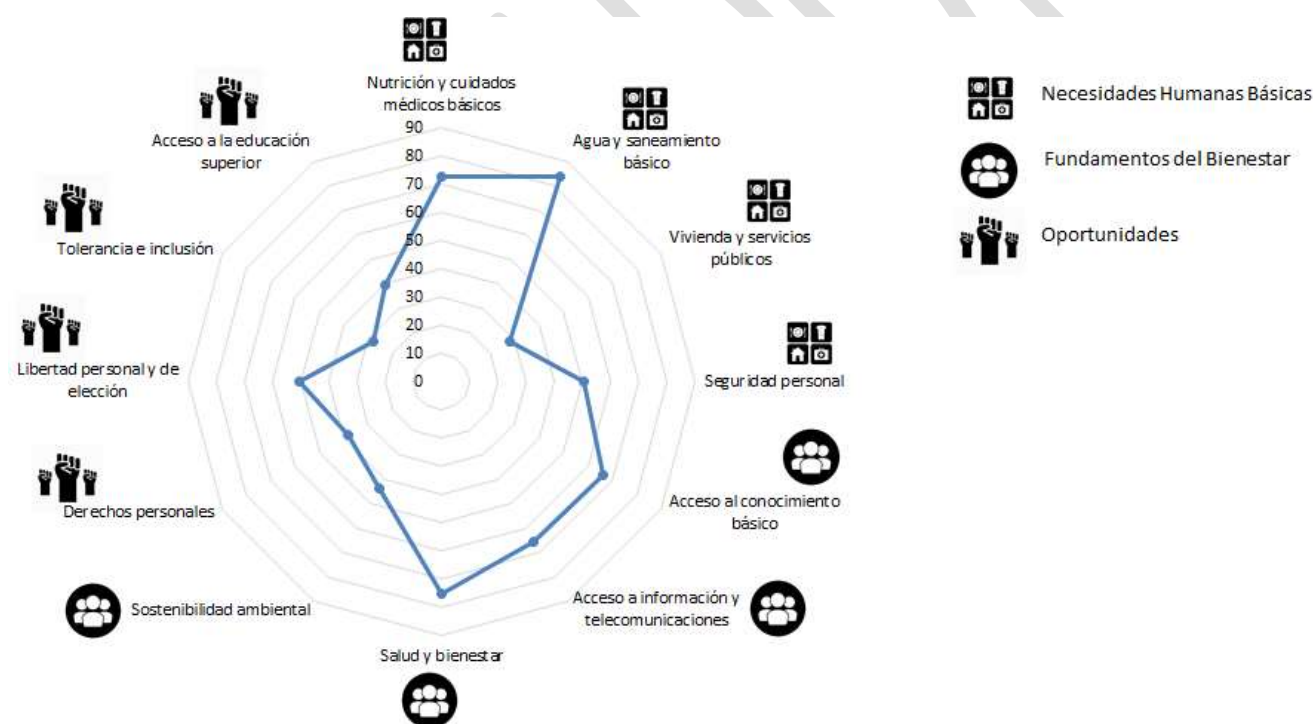 Nutrición y cuidados
médicos básicos
Agua y saneamiento
básico
Vivienda y servicios
públicos
Seguridad personal
Acceso al conocimiento
básico
Acceso a información y
telecomunicaciones
Salud y bienestar
Sostenibilidad ambiental
Derechos personales
Libertad personal y de
elección
Tolerancia e inclusión
Acceso a la educación
superior
90
80
70
60
50
40
30
20
10
0
Necesidades Humanas Básicas
Fundamentos del Bienestar
Oportunidades